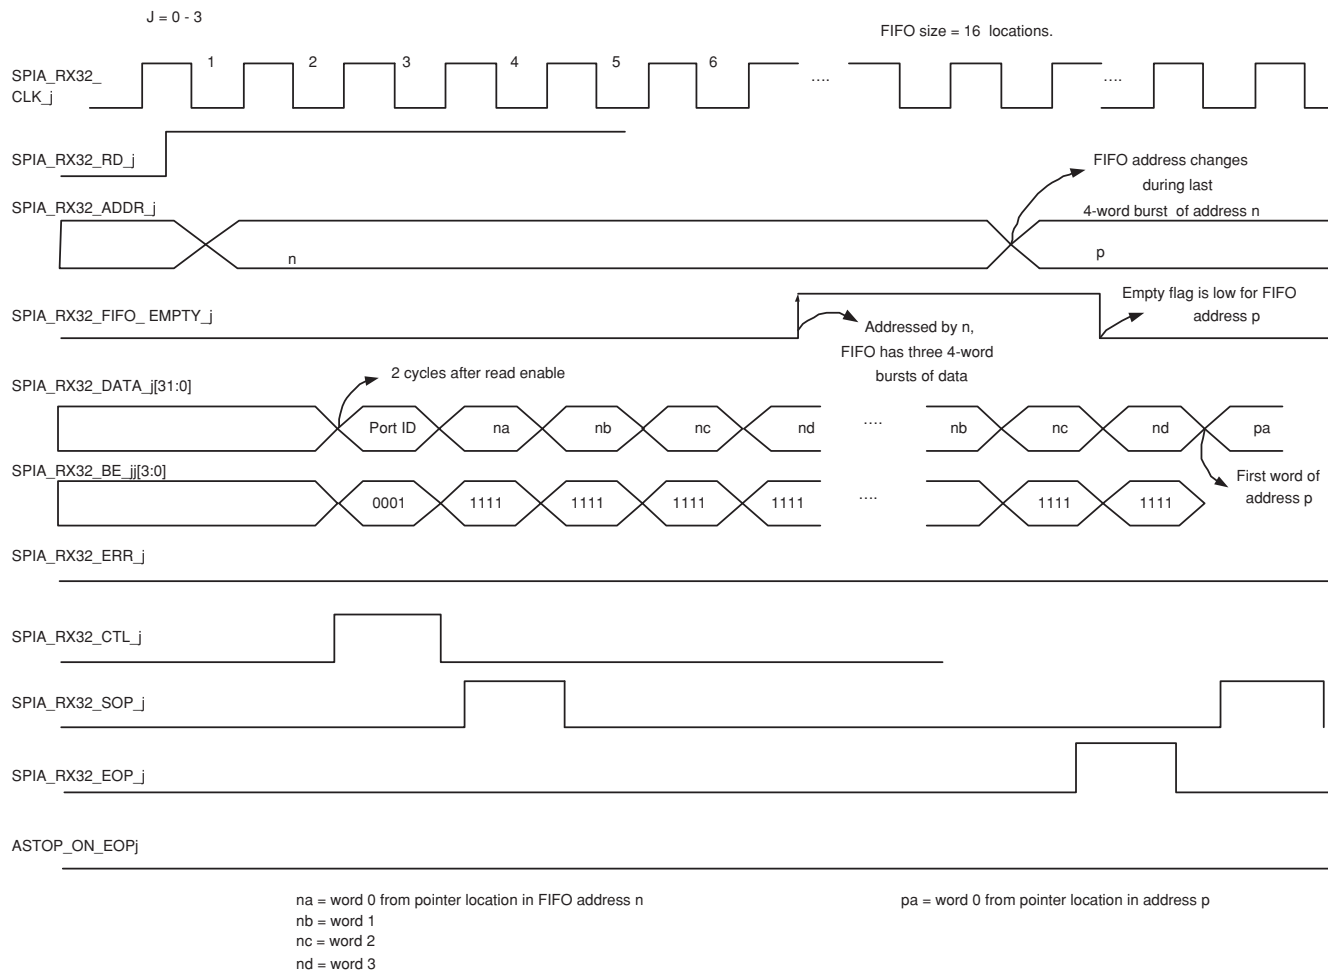 J = 0 - 3
FIFO size = 16 locations.
1 2 3 4 5 6
SPIA_RX32_
CLK_j
.... ....
SPIA_RX32_RD_j
FIFO address changes
during last
4-word burst of address n
SPIA_RX32_ADDR_j
n
p
SPIA_RX32_FIFO_ EMPTY_j
Empty flag is low for FIFO
address p
Addressed by n,
FIFO has three 4-word
bursts of data
2 cycles after read enable
SPIA_RX32_DATA_j[31:0]
Port ID na nb nc nd .... nb nc nd pa
SPIA_RX32_BE_jj[3:0]
0001 1111 1111 1111 1111 .... 1111 1111
First word of
address p
SPIA_RX32_ERR_j
SPIA_RX32_CTL_j
SPIA_RX32_SOP_j
SPIA_RX32_EOP_j
ASTOP_ON_EOPj
na = word 0 from pointer location in FIFO address n
nb = word 1
nc = word 2
nd = word 3
pa = word 0 from pointer location in address p